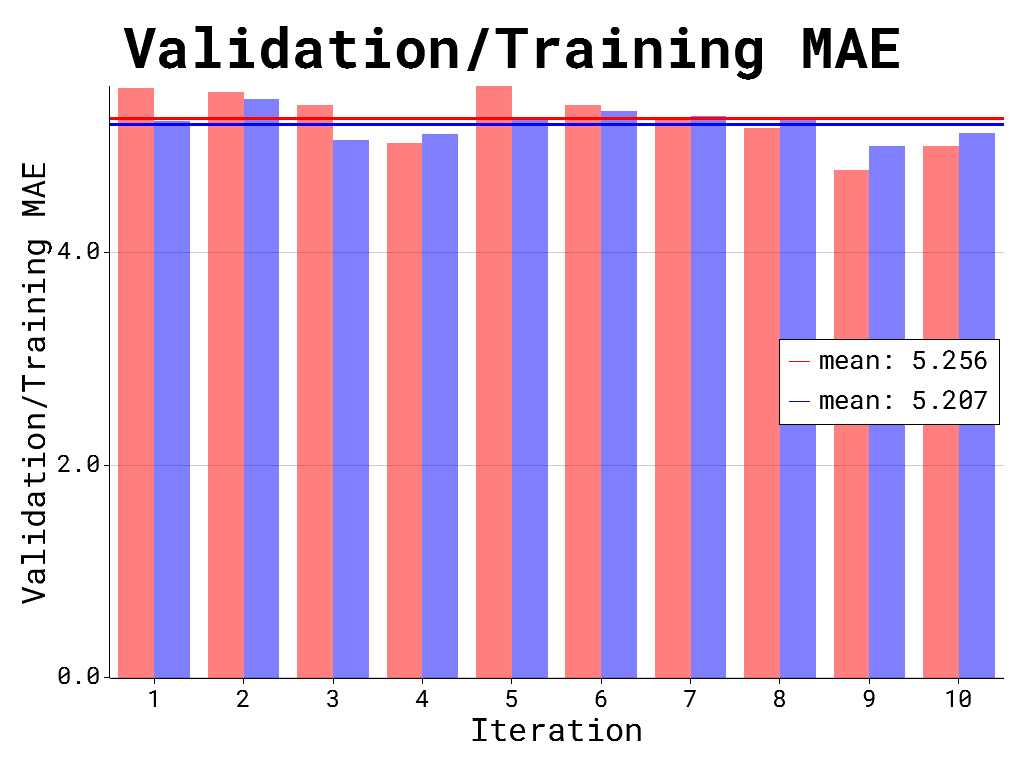 Validation/Training MAE
Validation/Training MAE
4.0
2.0
0.0
mean: 5.256
mean: 5.207
1 2 3 4 5 6 7 8 9 10
Iteration